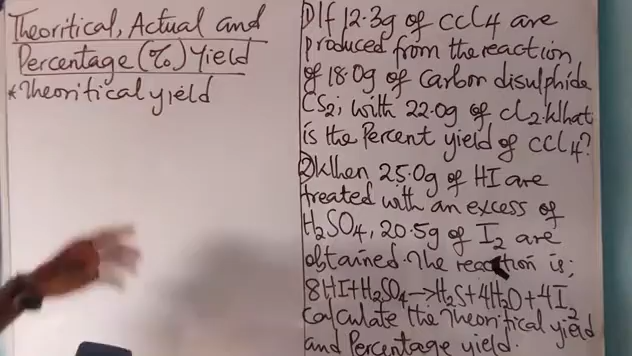 Theoritical, Actual and
Percentage (%) Yield
*Theoritical yield
1) If 12.3g of CCl4 are
produced from the reaction
of 18.0g of Carbon disulphide
CS2; with 22.0g of Cl2. What
is the Percent yield of CCl4?
2) When 25.0g of HI are
treated with an excess of
H2SO4, 20.5g of I2 are
obtained. The reaction is;
8HI+H2SO4→H2S+4H2O+4I2
Calculate the Theoritical yield
and Percentage yield.